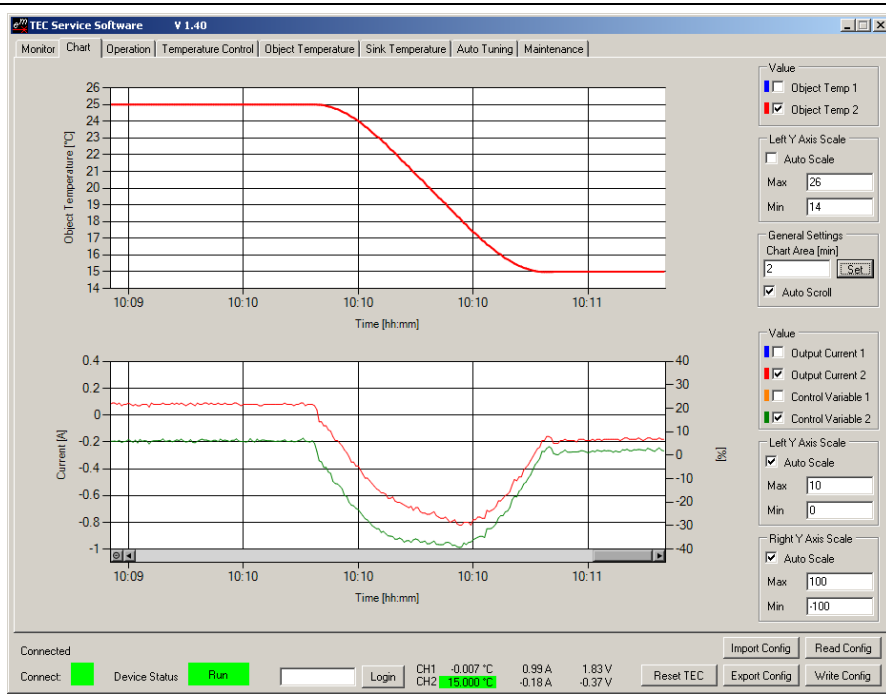 TEC Service Software V 1.40
Monitor Chart Operation Temperature Control Object Temperature Sink Temperature Auto Tuning Maintenance
Value
Object Temp 1
Object Temp 2
Left Y Axis Scale
Auto Scale
Max 26
Min 14
General Settings
Chart Area [min]
2 Set
Auto Scroll
Object Temperature [°C]
26
25
24
23
22
21
20
19
18
17
16
15
14
10:09 10:10 10:10 10:10 10:11
Time [hh:mm]
Value
Output Current 1
Output Current 2
Control Variable 1
Control Variable 2
Left Y Axis Scale
Auto Scale
Max 10
Min 0
Right Y Axis Scale
Auto Scale
Max 100
Min -100
Current [A]
0.4
0.2
0
-0.2
-0.4
-0.6
-0.8
-1
40
30
20
10
0
-10
-20
-30
-40
[%]
10:09 10:10 10:10 10:10 10:11
Time [hh:mm]
Connected
Connect: Device Status Run Login
CH1 -0.007 °C 0.99 A 1.83 V
CH2 15.000 °C -0.18 A -0.37 V
Reset TEC
Import Config Read Config
Export Config Write Config